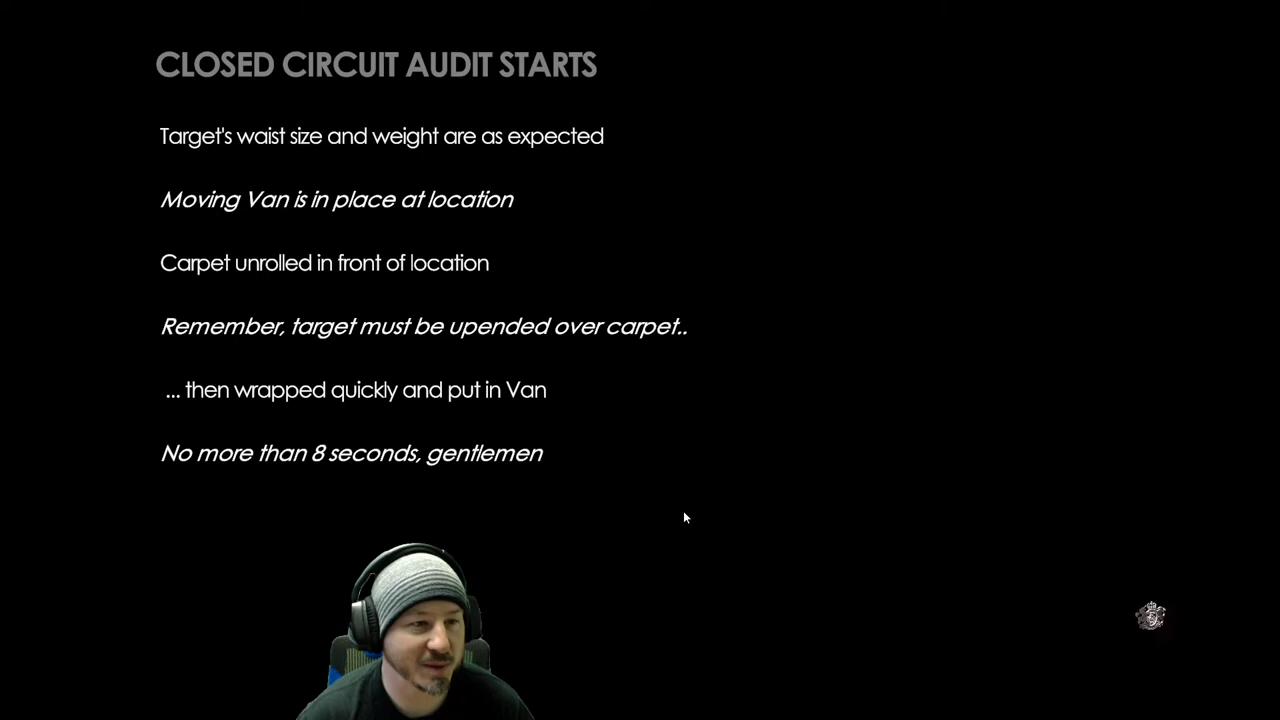 CLOSED CIRCUIT AUDIT STARTS
Target's waist size and weight are as expected
Moving Van is in place at location
Carpet unrolled in front of location
Remember, target must be upended over carpet..
... then wrapped quickly and put in Van
No more than 8 seconds, gentlemen